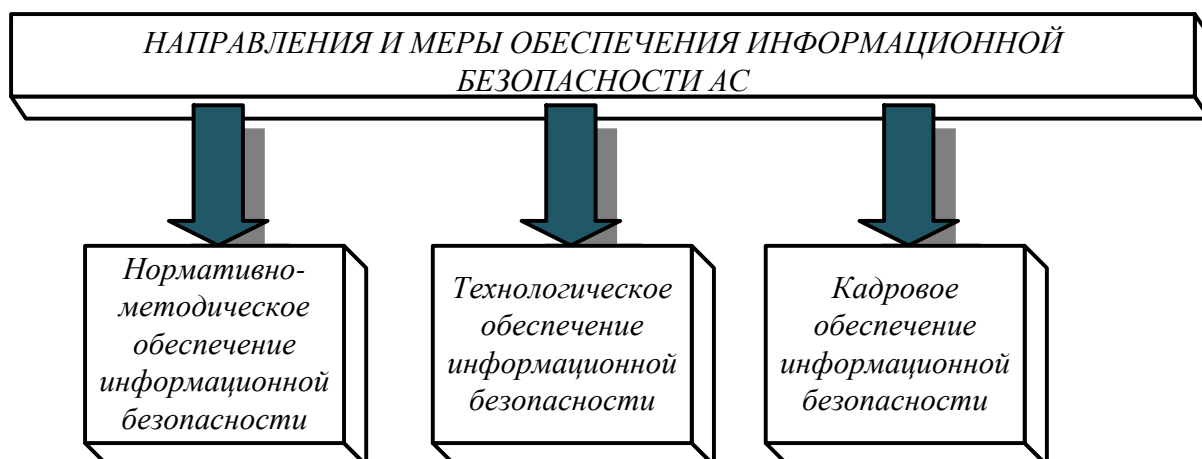 НАПРАВЛЕНИЯ И МЕРЫ ОБЕСПЕЧЕНИЯ ИНФОРМАЦИОННОЙ
БЕЗОПАСНОСТИ АС
Нормативно-
методическое
обеспечение
информационной
безопасности
Технологическое
обеспечение
информационной
безопасности
Кадровое
обеспечение
информационной
безопасности